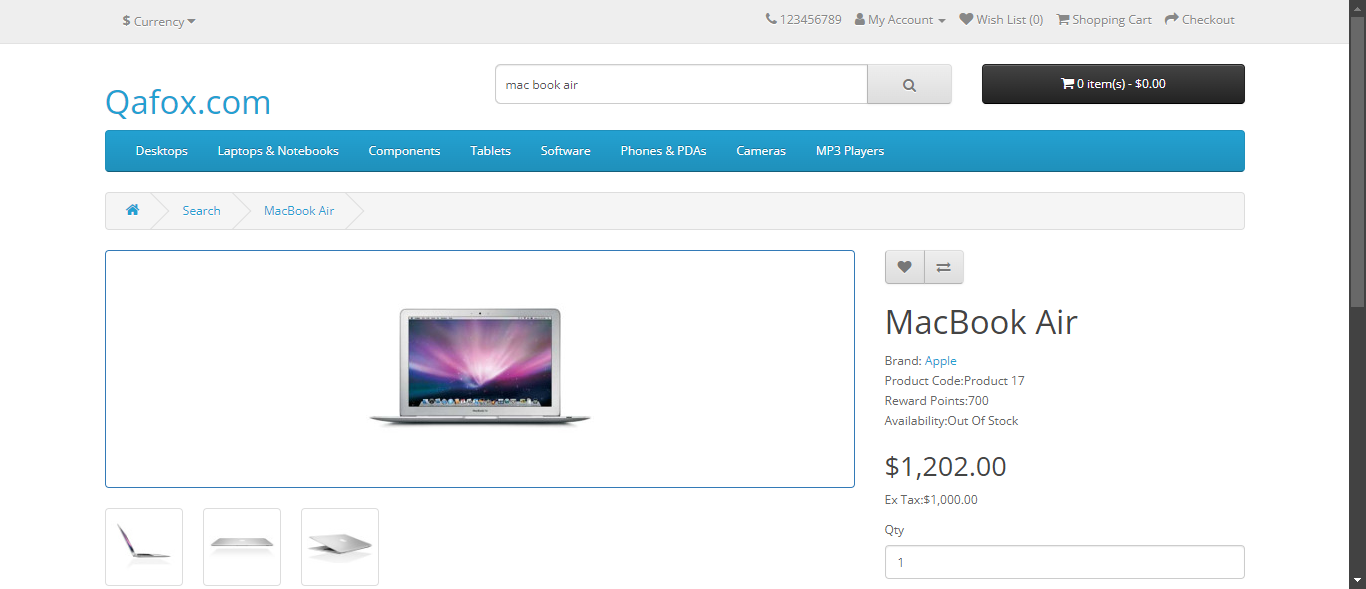 $ Currency
123456789 My Account Wish List (0) Shopping Cart Checkout
Qafox.com
mac book air
0 item(s) - $0.00
Desktops Laptops & Notebooks Components Tablets Software Phones & PDAs Cameras MP3 Players
Search MacBook Air
MacBook Air
Brand: Apple
Product Code:Product 17
Reward Points:700
Availability:Out Of Stock
$1,202.00
Ex Tax:$1,000.00
Qty
1